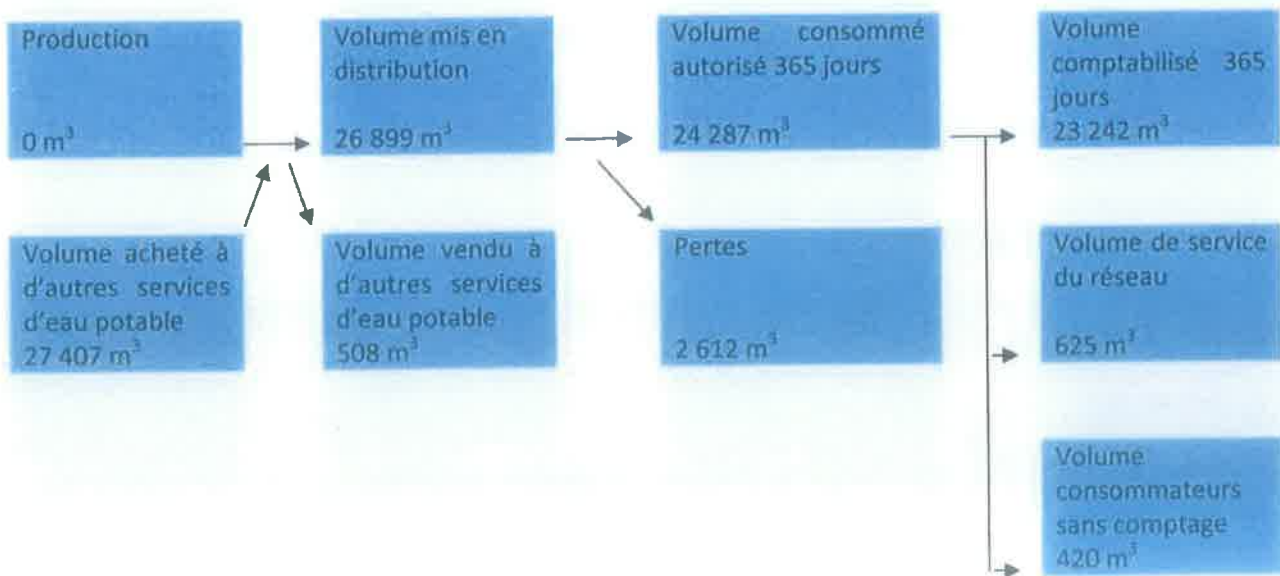 Production
0 m³
Volume mis en
distribution
26 899 m³
Volume consommé
autorisé 365 jours
24 287 m³
Volume
comptabilisé 365
jours
23 242 m³
Volume acheté à
d'autres services
d'eau potable
27 407 m³
Volume vendu à
d'autres services
d'eau potable
508 m³
Pertes
2 612 m³
Volume de service
du réseau
625 m³
Volume
consommateurs
sans comptage
420 m³